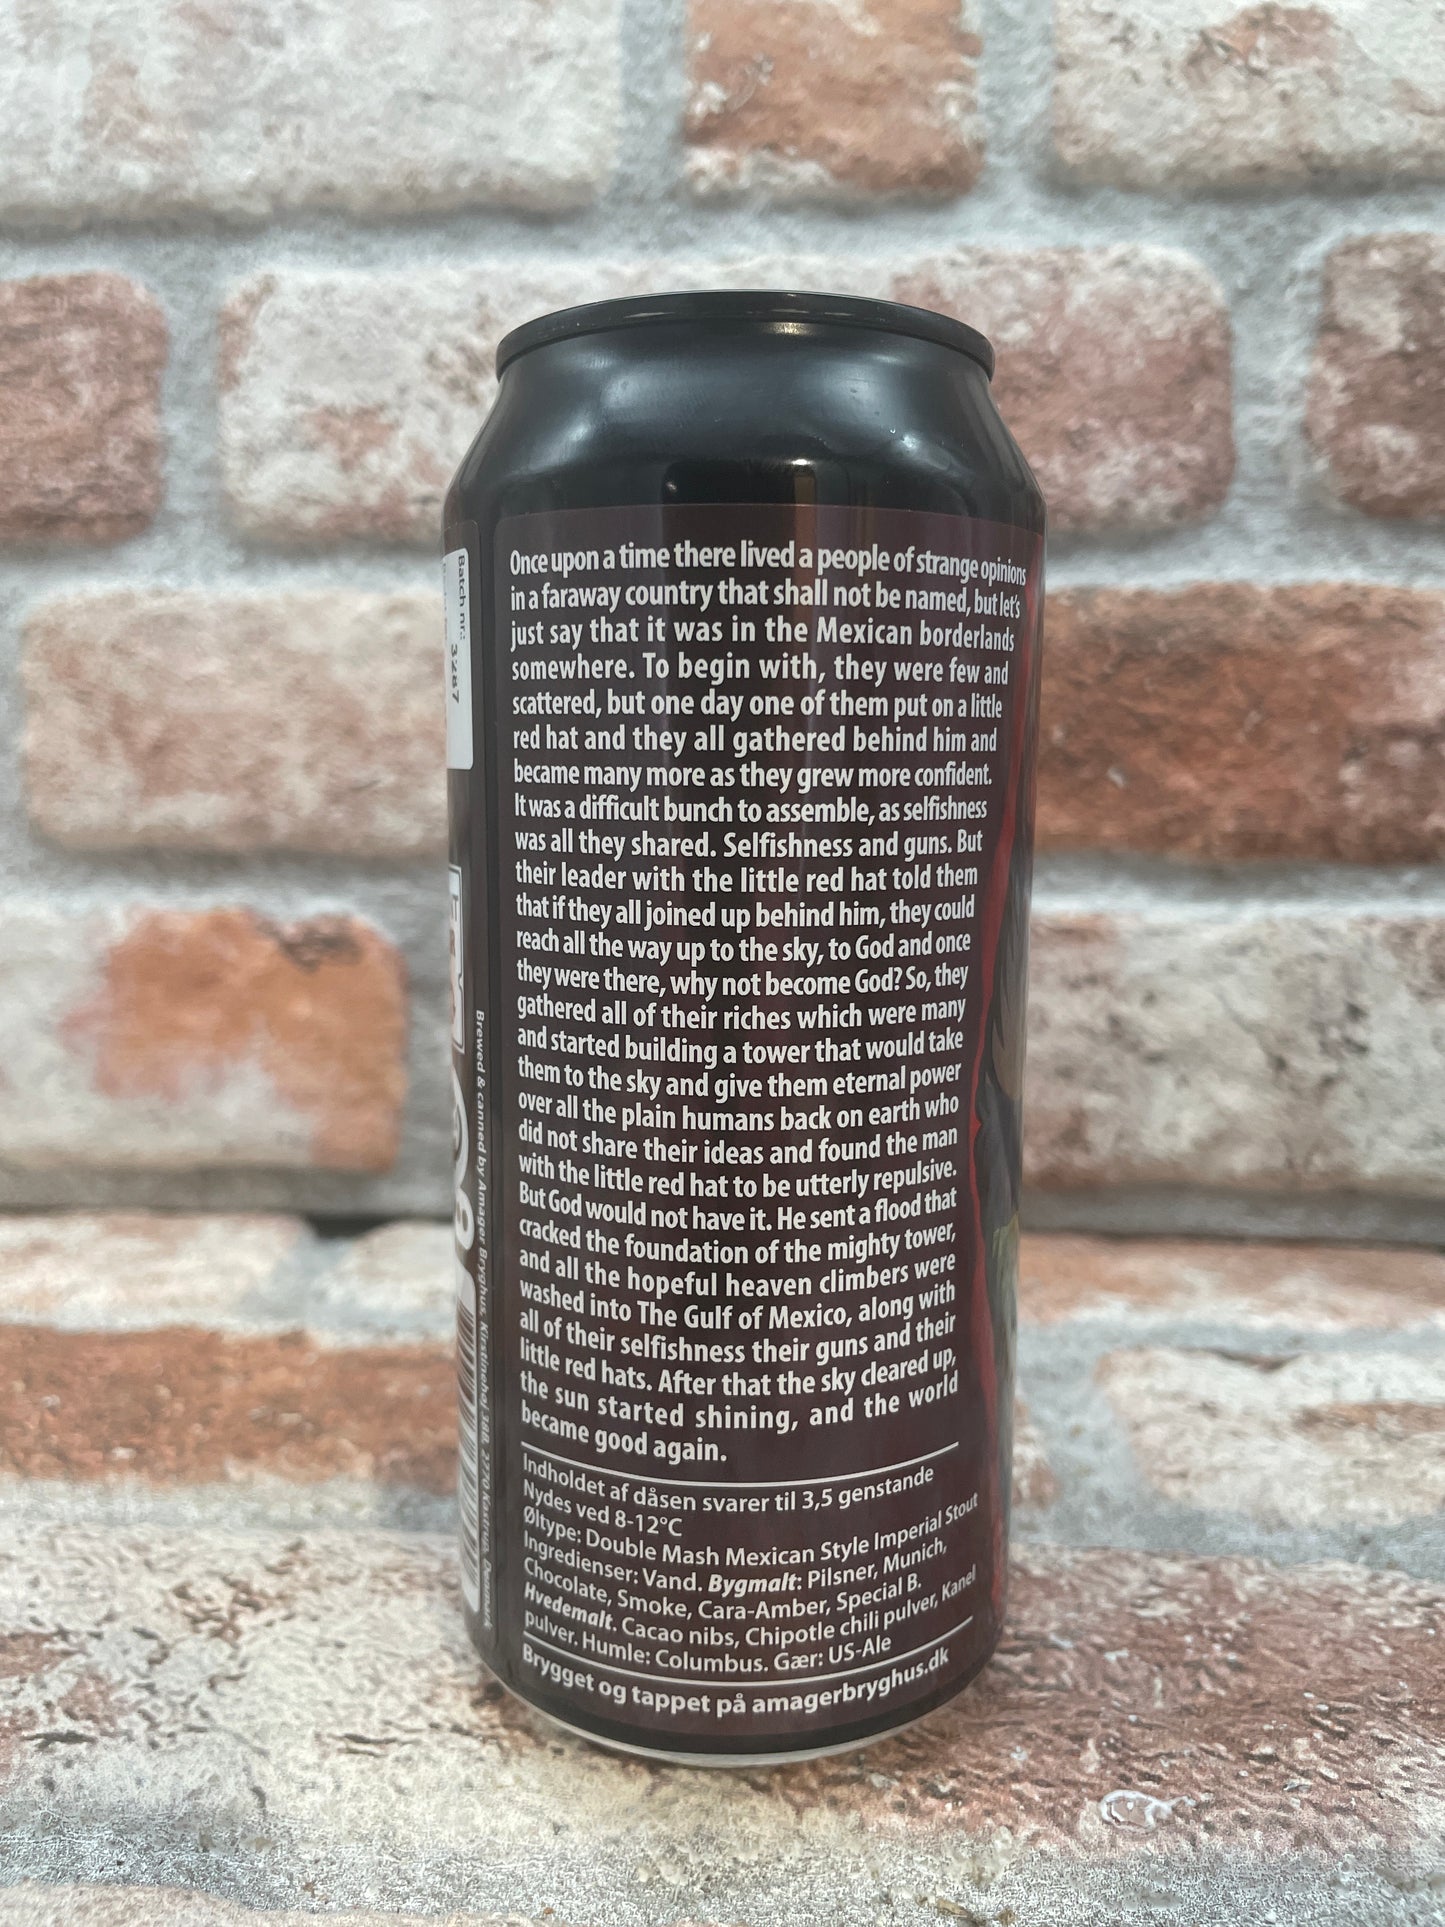 Once upon a time there lived a people of strange opinions
in a faraway country that shall not be named, but let's
just say that it was in the Mexican borderlands
somewhere. To begin with, they were few and
scattered, but one day one of them put on a little
red hat and they all gathered behind him and
became many more as they grew more confident.
It was a difficult bunch to assemble, as selfishness
was all they shared. Selfishness and guns. But
their leader with the little red hat told them
that if they all joined up behind him, they could
reach all the way up to the sky, to God and once
they were there, why not become God? So, they
gathered all of their riches which were many
and started building a tower that would take
them to the sky and give them eternal power
over all the plain humans back on earth who
did not share their ideas and found the man
with the little red hat to be utterly repulsive.
But God would not have it. He sent a flood that
cracked the foundation of the mighty tower,
and all the hopeful heaven climbers were
washed into The Gulf of Mexico, along with
all of their selfishness their guns and their
little red hats. After that the sky cleared up,
the sun started shining, and the world
became good again.
Indholdet af dåsen svarer til 3,5 genstande
Nydes ved 8-12°C
Øltype: Double Mash Mexican Style Imperial Stout
Ingredienser: Vand. Bygmalt: Pilsner, Munich,
Chocolate, Smoke, Cara-Amber, Special B.
Hvedemalt. Cacao nibs, Chipotle chili pulver, Kanel
pulver. Humle: Columbus. Gær: US-Ale
Brygget og tappet på amagerbryghus.dk
Batch nr: 3287
Brewed & canned by Amager Bryghus, Kirstinehøj 38B, 2770 Kastrup, Denmark